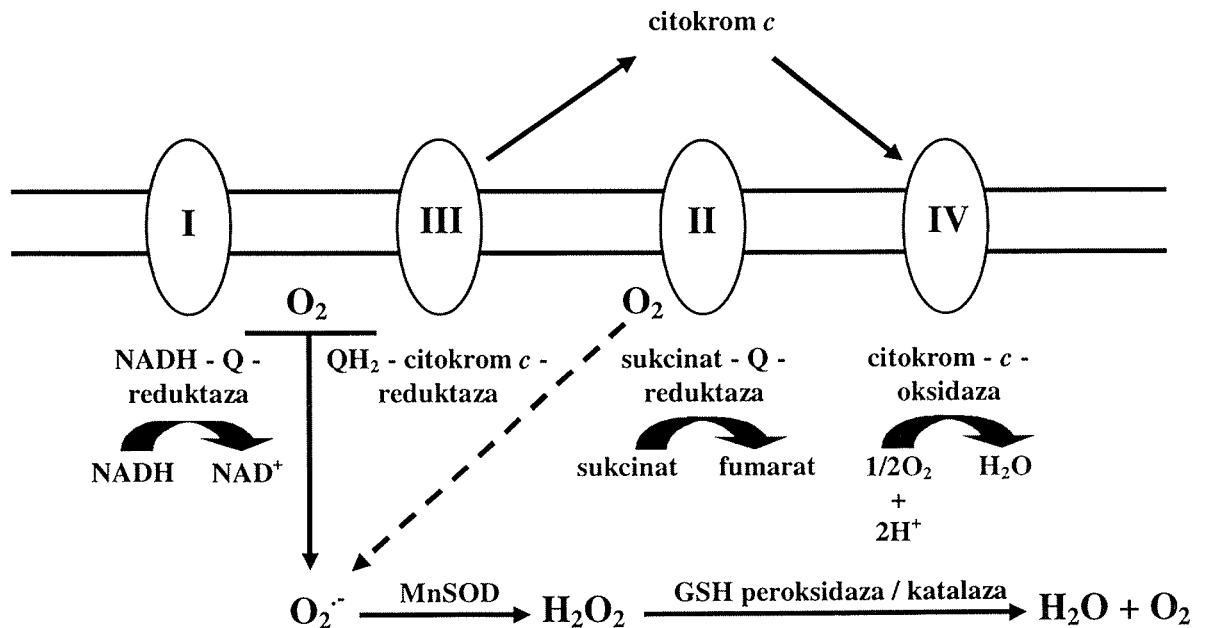 citokrom c
I
III
II
IV
O₂
O₂
NADH - Q -
reduktaza
QH₂ - citokrom c -
reduktaza
sukcinat - Q -
reduktaza
citokrom - c -
oksidaza
NADH
NAD⁺
sukcinat
fumarat
1/2O₂
+
2H⁺
H₂O
O₂·⁻
MnSOD
H₂O₂
GSH peroksidaza / katalaza
H₂O + O₂